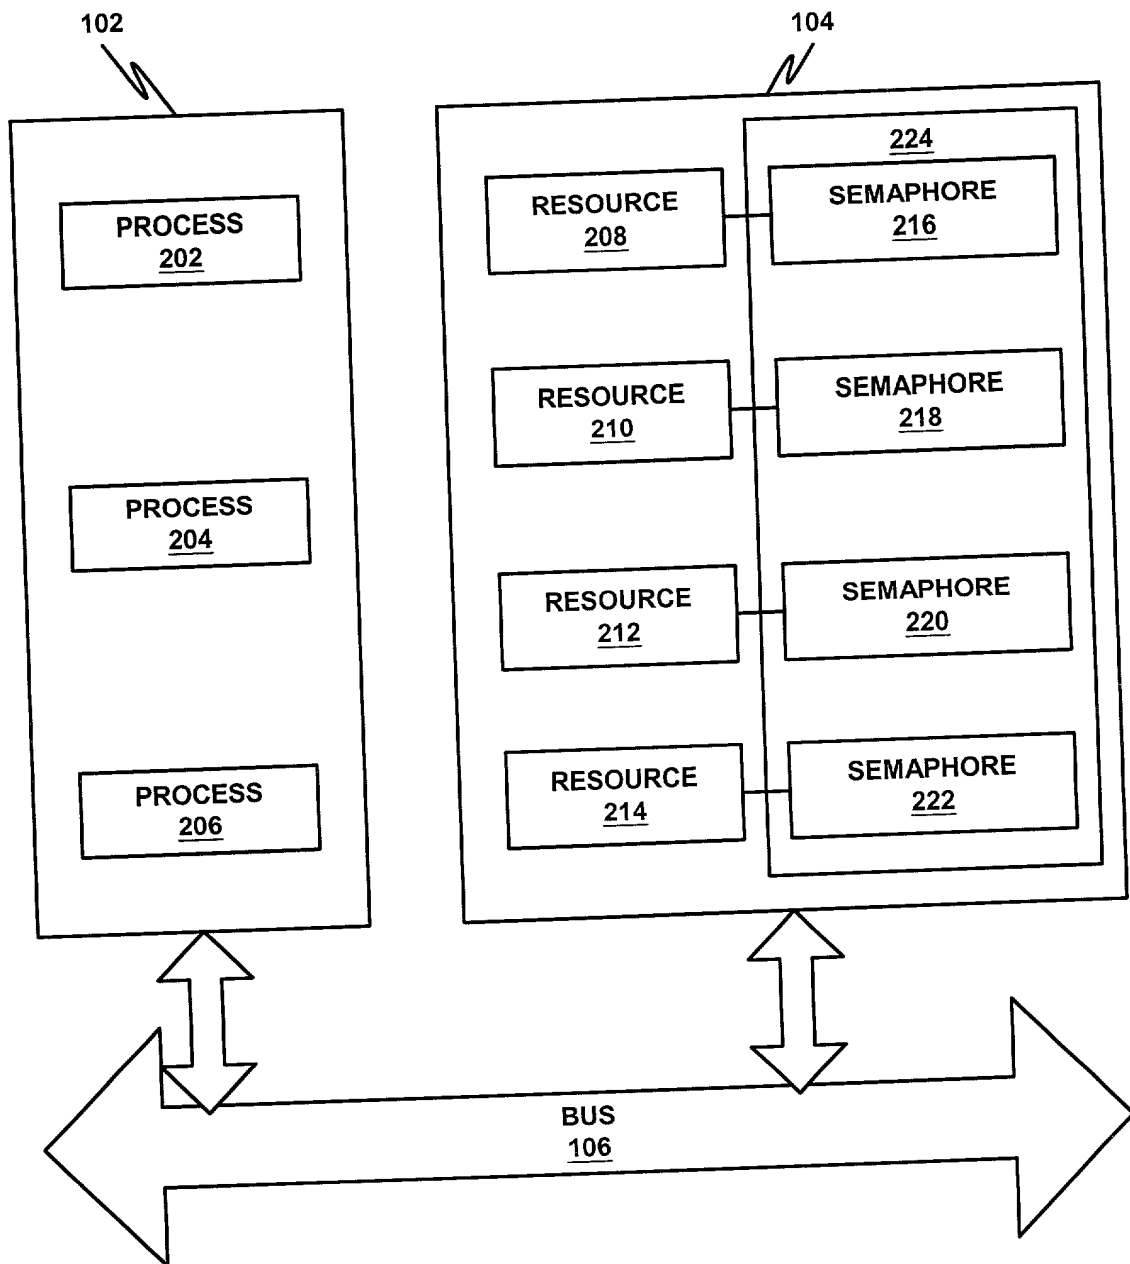 102
104
PROCESS
202
PROCESS
204
PROCESS
206
224
RESOURCE
208
SEMAPHORE
216
RESOURCE
210
SEMAPHORE
218
RESOURCE
212
SEMAPHORE
220
RESOURCE
214
SEMAPHORE
222
BUS
106